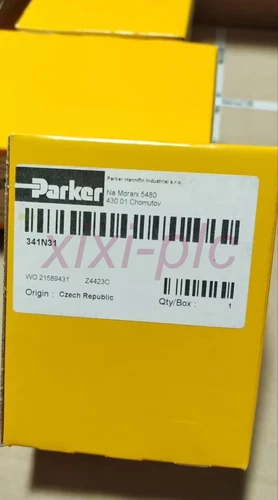 Parker
Parker Hannifin Industrial s.r.o.
Na Morani 5480
430 01 Chomutov
341N31
xixi-plc
WO 21589431 Z4423C
Origin : Czech Republic
Qty/Box :
1